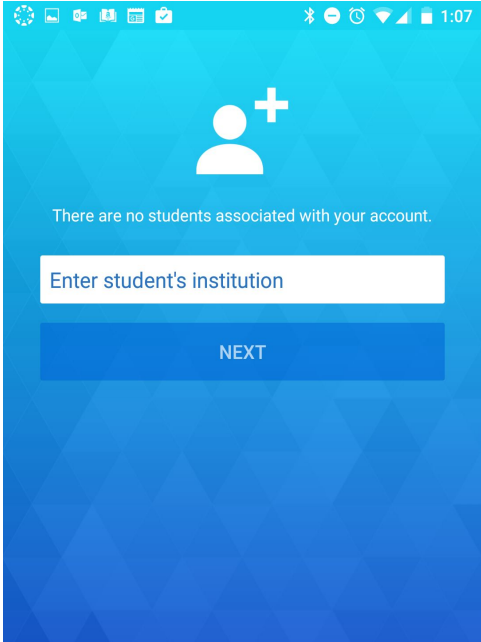 1:07
There are no students associated with your account.
Enter student's institution
NEXT